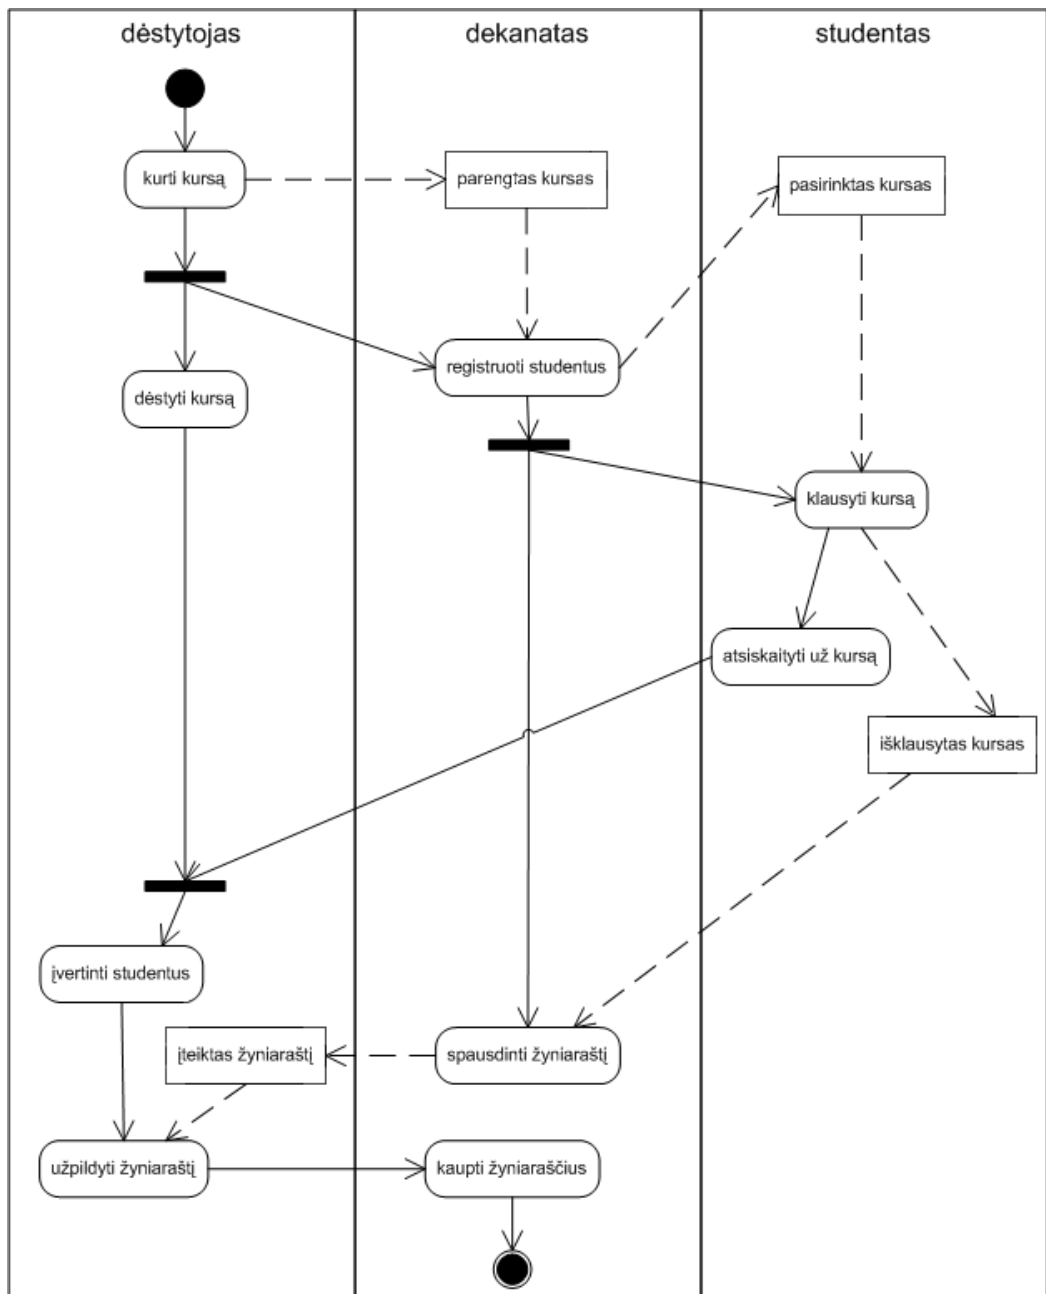 dėstytojas
dekanatas
studentas
kurti kursą
parengtas kursas
pasirinktas kursas
registruoti studentus
dėstyti kursą
klausyti kursą
atsiskaityti už kursą
išklausytas kursas
įvertinti studentus
įteiktas žyniaraštį
spausdinti žyniaraštį
užpildyti žyniaraštį
kaupti žyniaraščius